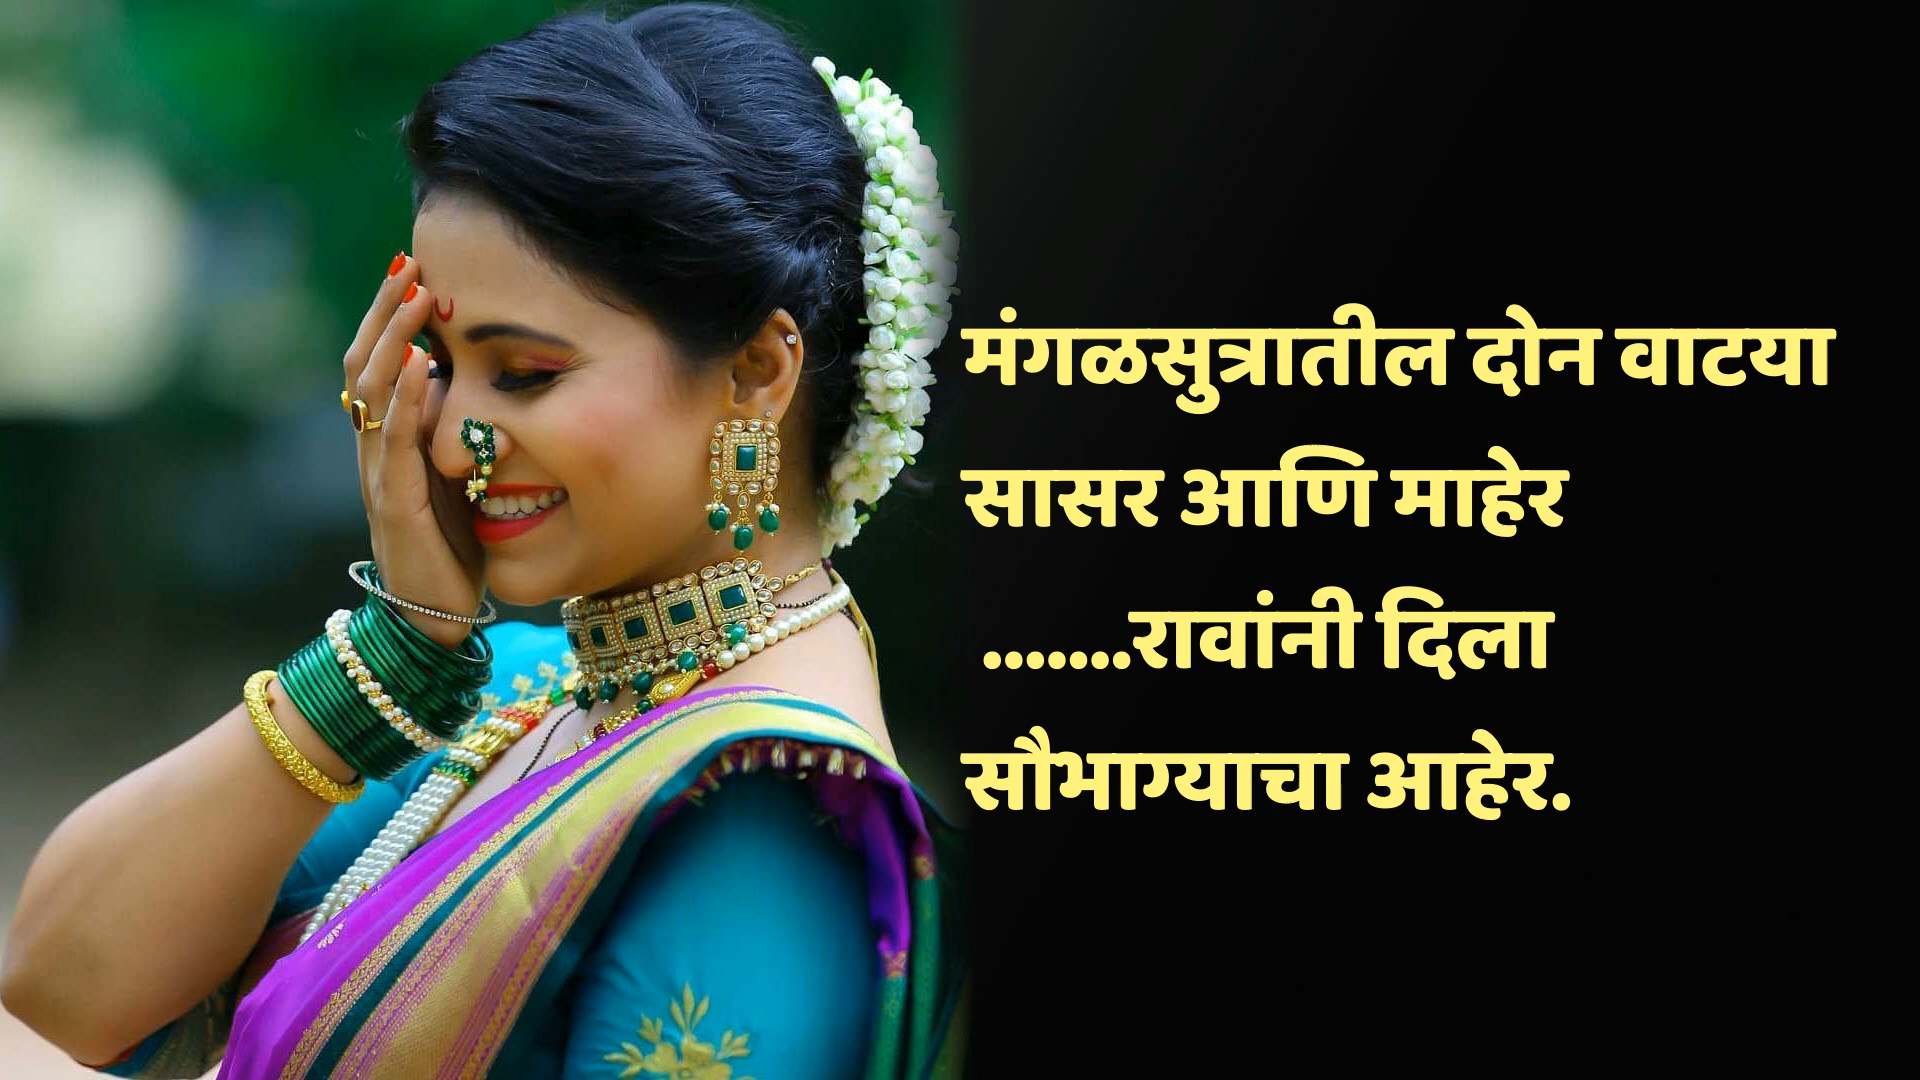 मंगळसुत्रातील दोन वाटया
सासर आणि माहेर
.......रावांनी दिला
सौभाग्याचा आहेर.